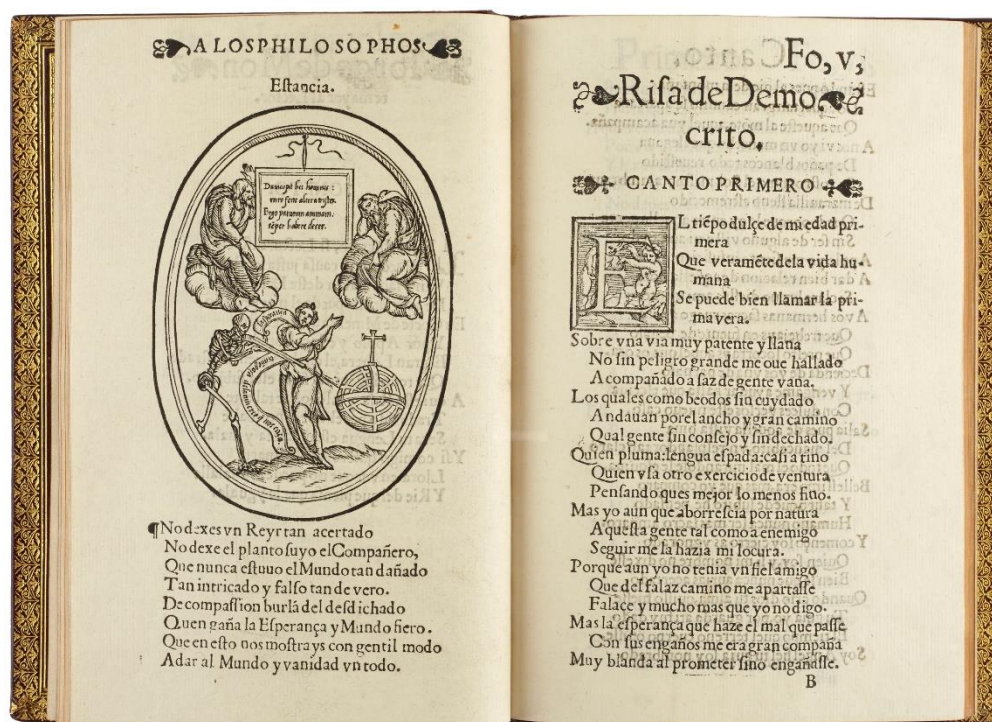 A LOS PHILOSOPHOS
Estancia.
Esperança
¶No dexes vn Reyr tan acertado
No dexe el planto suyo el Compañero,
Que nunca estuuo el Mundo tan dañado
Tan intricado y falso tan de vero.
De compassion burlã del desdichado
Quen gaña la Esperança y Mundo fiero.
Que en esto nos mostrays con gentil modo
A dar al Mundo y vanidad vn todo.
Fo, v,
Risa de Demo
crito,
CANTO PRIMERO
EL tiẽpo dulçe de mi edad pri-
mera
Que veramẽte de la vida hu-
mana
Se puede bien llamar la pri-
mavera.
Sobre vna via muy patente y llana
No sin peligro grande me oue hallado
Acompañado a saz de gente vana.
Los quales como beodos sin cuydado
Andauan por el ancho y gran camino
Qual gente sin consejo y sin dechado.
Quien pluma: lengua espada: casi a tino
Quien vsa otro exercicio de ventura
Pensando ques mejor lo menos fino.
Mas yo aun que aborrescia por natura
Aquesta gente tal como a enemigo
Seguir me la hazia mi locura.
Porque aun yo no tenia vn fiel amigo
Que del falaz camino me apartasse
Falace y mucho mas que yo no digo.
Mas la esperança que haze el mal que passe
Con sus engaños me era gran compaña
Muy blanda al prometer sino engañasse.
B